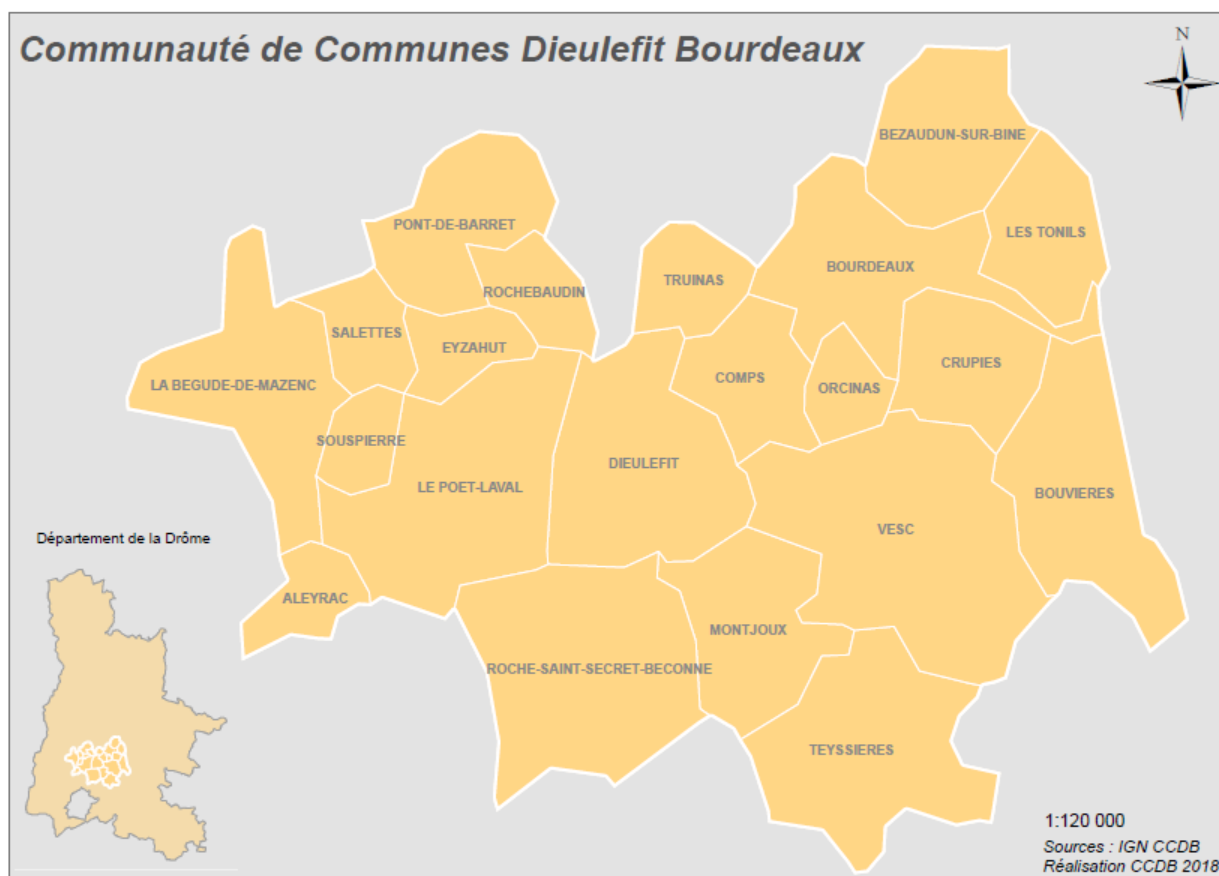 Communauté de Communes Dieulefit Bourdeaux
N
BEZAUDUN-SUR-BINE
PONT-DE-BARRET
LES TONILS
BOURDEAUX
TRUINAS
ROCHEBAUDIN
SALETTES
EYZAHUT
CRUPIES
COMPS
LA BEGUDE-DE-MAZENC
ORCINAS
SOUSPIERRE
DIEULEFIT
LE POET-LAVAL
BOUVIERES
VESC
Département de la Drôme
ALEYRAC
MONTJOUX
ROCHE-SAINT-SECRET-BECONNE
TEYSSIERES
1:120 000
Sources : IGN CCDB
Réalisation CCDB 2018